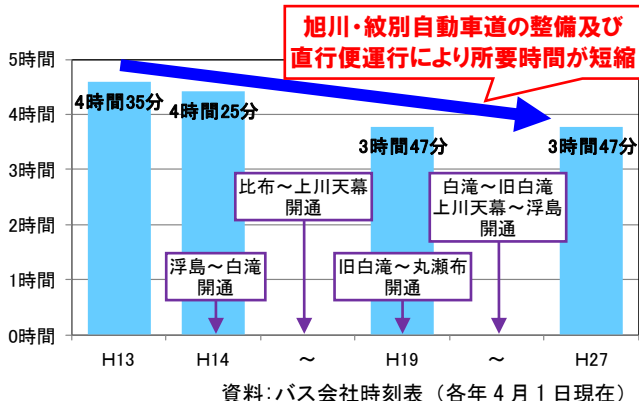 旭川・紋別自動車道の整備及び
直行便運行により所要時間が短縮
5時間
4時間
3時間
2時間
1時間
0時間
4時間35分
4時間25分
3時間47分
3時間47分
比布～上川天幕
開通
白滝～旧白滝
上川天幕～浮島
開通
浮島～白滝
開通
旧白滝～丸瀬布
開通
H13
H14
～
H19
～
H27
資料：バス会社時刻表（各年４月１日現在）